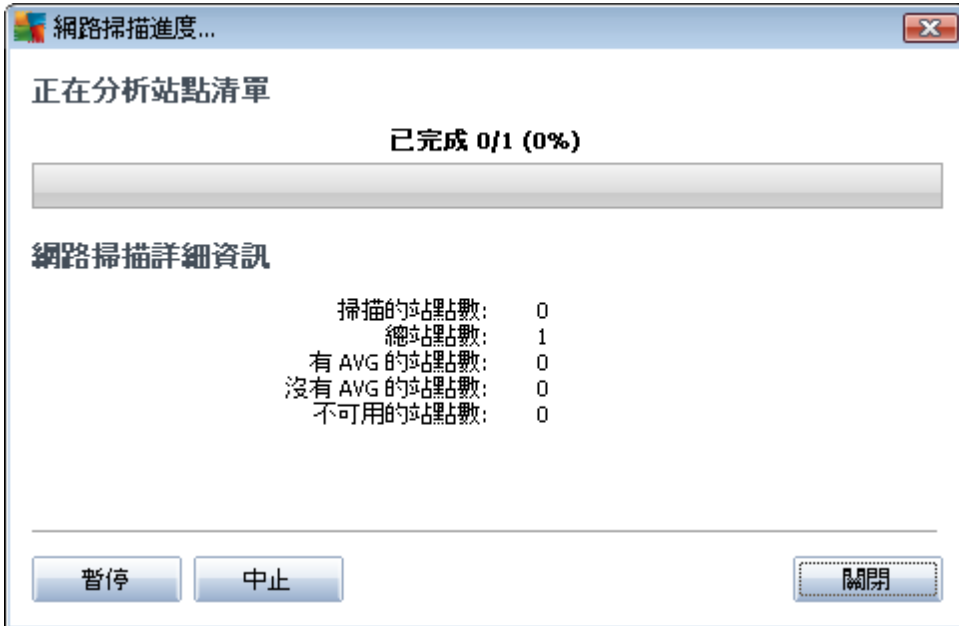 網路掃描進度...
正在分析站點清單
已完成 0/1 (0%)
網路掃描詳細資訊
掃描的站點數: 0
總站點數: 1
有 AVG 的站點數: 0
沒有 AVG 的站點數: 0
不可用的站點數: 0
暫停 中止 關閉